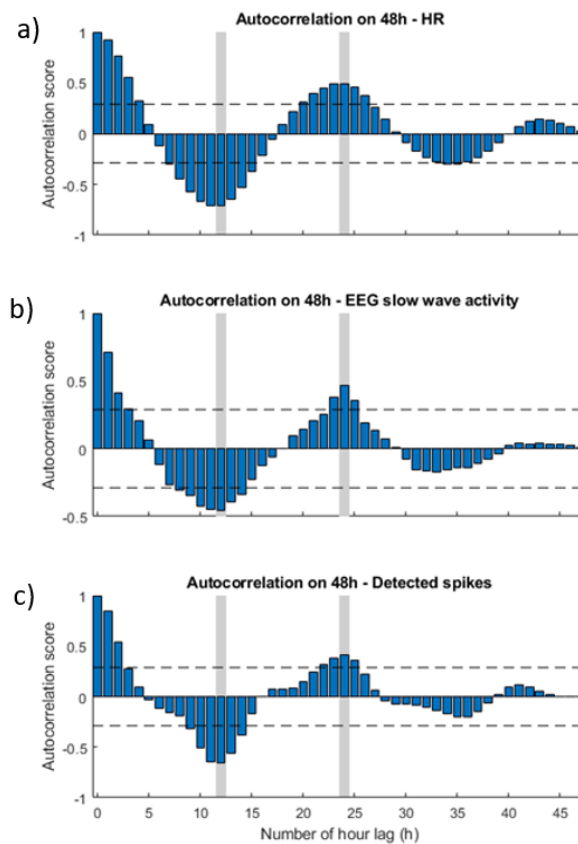 a)
Autocorrelation on 48h - HR
Autocorrelation score
1
0.5
0
-0.5
-1
b)
Autocorrelation on 48h - EEG slow wave activity
Autocorrelation score
1
0.5
0
-0.5
c)
Autocorrelation on 48h - Detected spikes
Autocorrelation score
1
0.5
0
-0.5
-1
0 5 10 15 20 25 30 35 40 45
Number of hour lag (h)